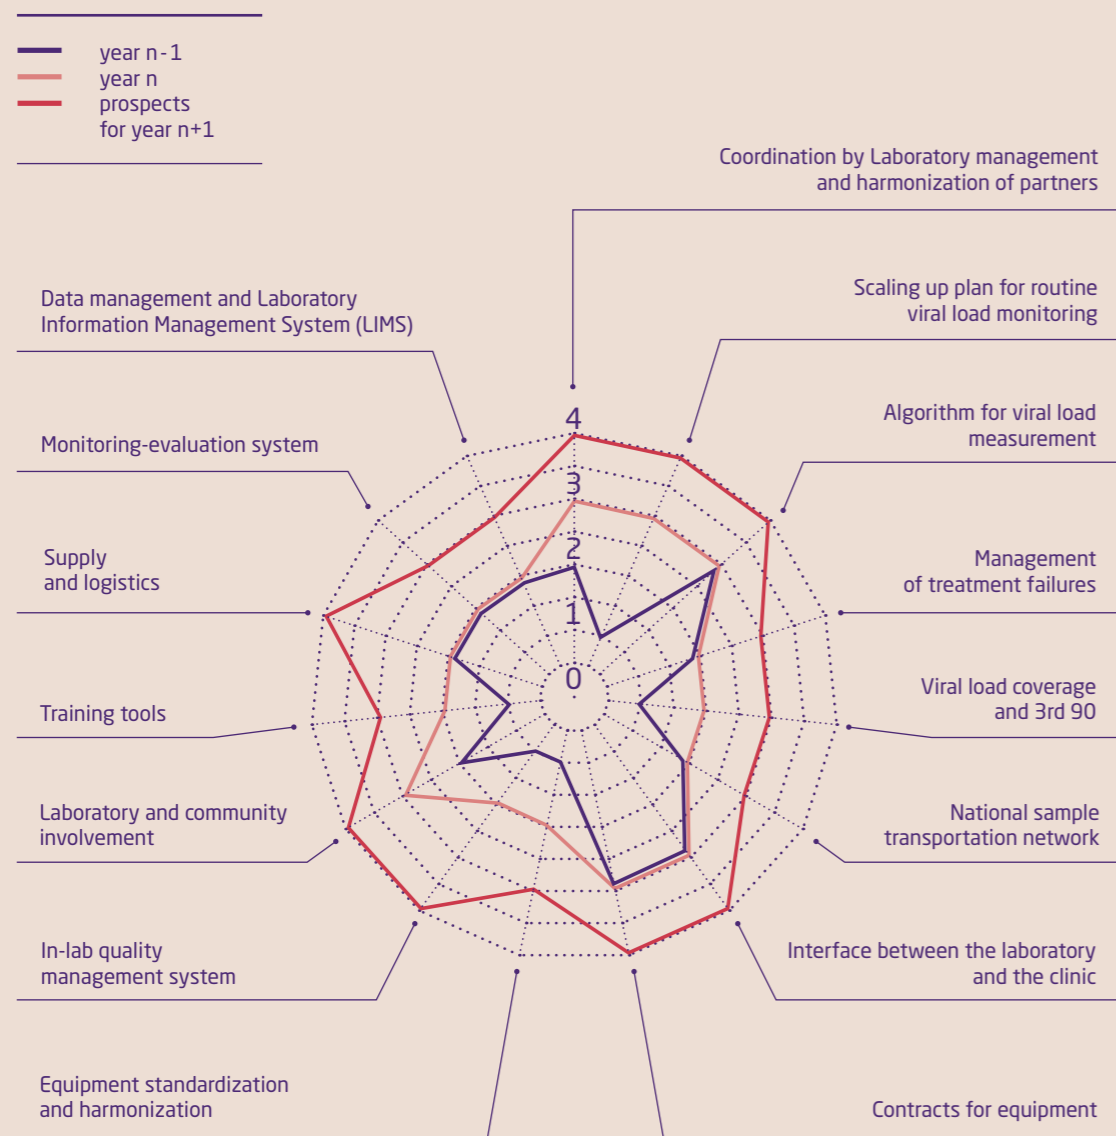 year n-1
year n
prospects
for year n+1
Coordination by Laboratory management
and harmonization of partners
Data management and Laboratory
Information Management System (LIMS)
Scaling up plan for routine
viral load monitoring
Algorithm for viral load
measurement
Monitoring-evaluation system
4
3
2
1
0
Supply
and logistics
Management
of treatment failures
Training tools
Viral load coverage
and 3rd 90
Laboratory and community
involvement
National sample
transportation network
In-lab quality
management system
Interface between the laboratory
and the clinic
Equipment standardization
and harmonization
Contracts for equipment